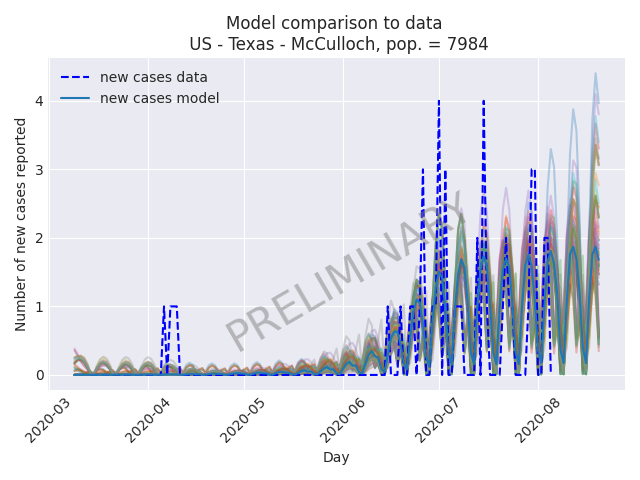 Model comparison to data
US - Texas - McCulloch, pop. = 7984
new cases data
new cases model
Number of new cases reported
4
3
2
1
0
PRELIMINARY
2020-03
2020-04
2020-05
2020-06
2020-07
2020-08
Day